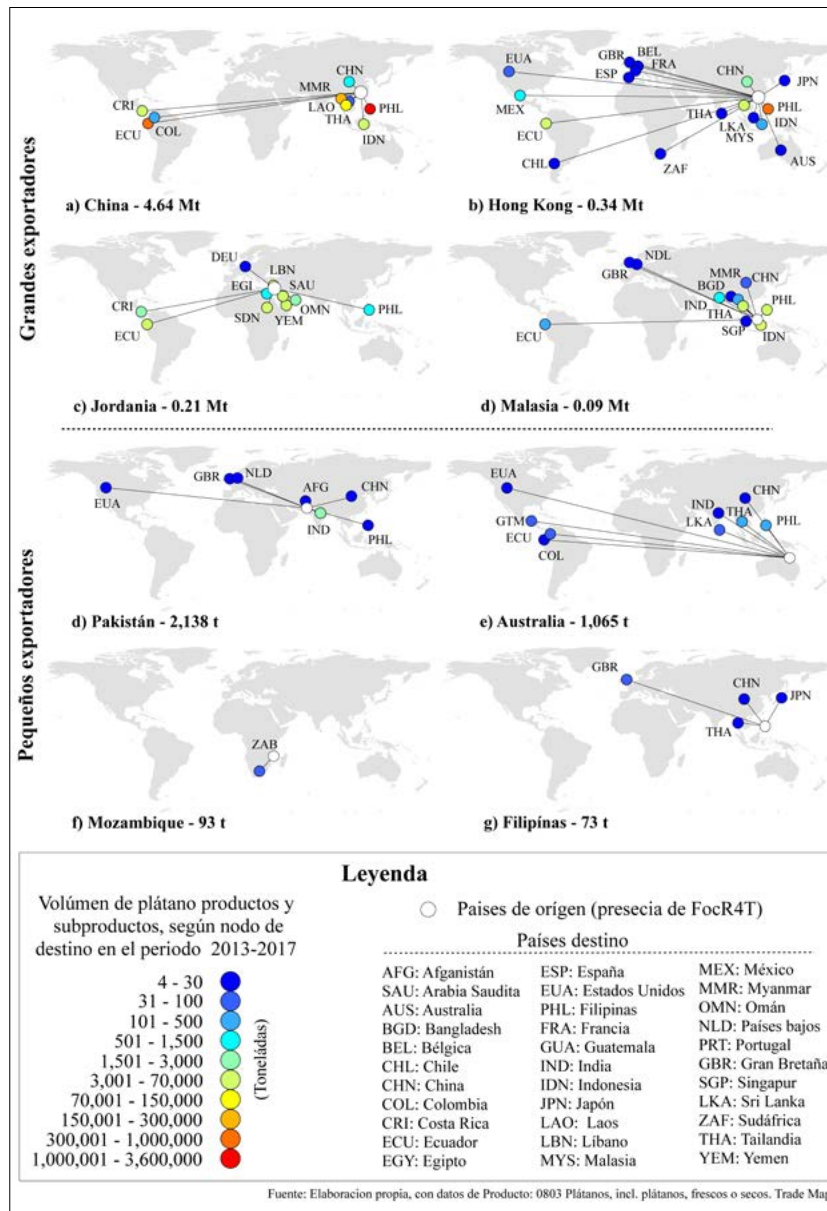 Grandes exportadores
CHN
MMR
CRI
LAO
THA
PHL
ECU
COL
IDN
a) China - 4.64 Mt
EUA
GBR
BEL
FRA
ESP
CHN
JPN
MEX
THA
PHL
ECU
LKA
IDN
MYS
CHL
ZAF
AUS
b) Hong Kong - 0.34 Mt
DEU
LBN
EGI
SAU
CRI
OMN
PHL
ECU
SDN
YEM
c) Jordania - 0.21 Mt
NDL
GBR
MMR
CHN
BGD
IND
PHL
THA
ECU
SGP
IDN
d) Malasia - 0.09 Mt
Pequeños exportadores
GBR
NLD
AFG
CHN
EUA
IND
PHL
d) Pakistán - 2,138 t
EUA
CHN
IND
THA
GTM
LKA
PHL
ECU
COL
e) Australia - 1,065 t
ZAB
f) Mozambique - 93 t
GBR
CHN
JPN
THA
g) Filipínas - 73 t
Leyenda
Volúmen de plátano productos y
subproductos, según nodo de
destino en el periodo 2013-2017
4 - 30
31 - 100
101 - 500
501 - 1,500
1,501 - 3,000
3,001 - 70,000
70,001 - 150,000
150,001 - 300,000
300,001 - 1,000,000
1,000,001 - 3,600,000
(Toneládas)
Paises de orígen (presecia de FocR4T)
Países destino
AFG: Afganistán
SAU: Arabia Saudita
AUS: Australia
BGD: Bangladesh
BEL: Bélgica
CHL: Chile
CHN: China
COL: Colombia
CRI: Costa Rica
ECU: Ecuador
EGY: Egipto
ESP: España
EUA: Estados Unidos
PHL: Filipinas
FRA: Francia
GUA: Guatemala
IND: India
IDN: Indonesia
JPN: Japón
LAO: Laos
LBN: Líbano
MYS: Malasia
MEX: México
MMR: Myanmar
OMN: Omán
NLD: Países bajos
PRT: Portugal
GBR: Gran Bretaña
SGP: Singapur
LKA: Sri Lanka
ZAF: Sudáfrica
THA: Tailandia
YEM: Yemen
Fuente: Elaboracion propia, con datos de Producto: 0803 Plátanos, incl. plátanos, frescos o secos. Trade Map